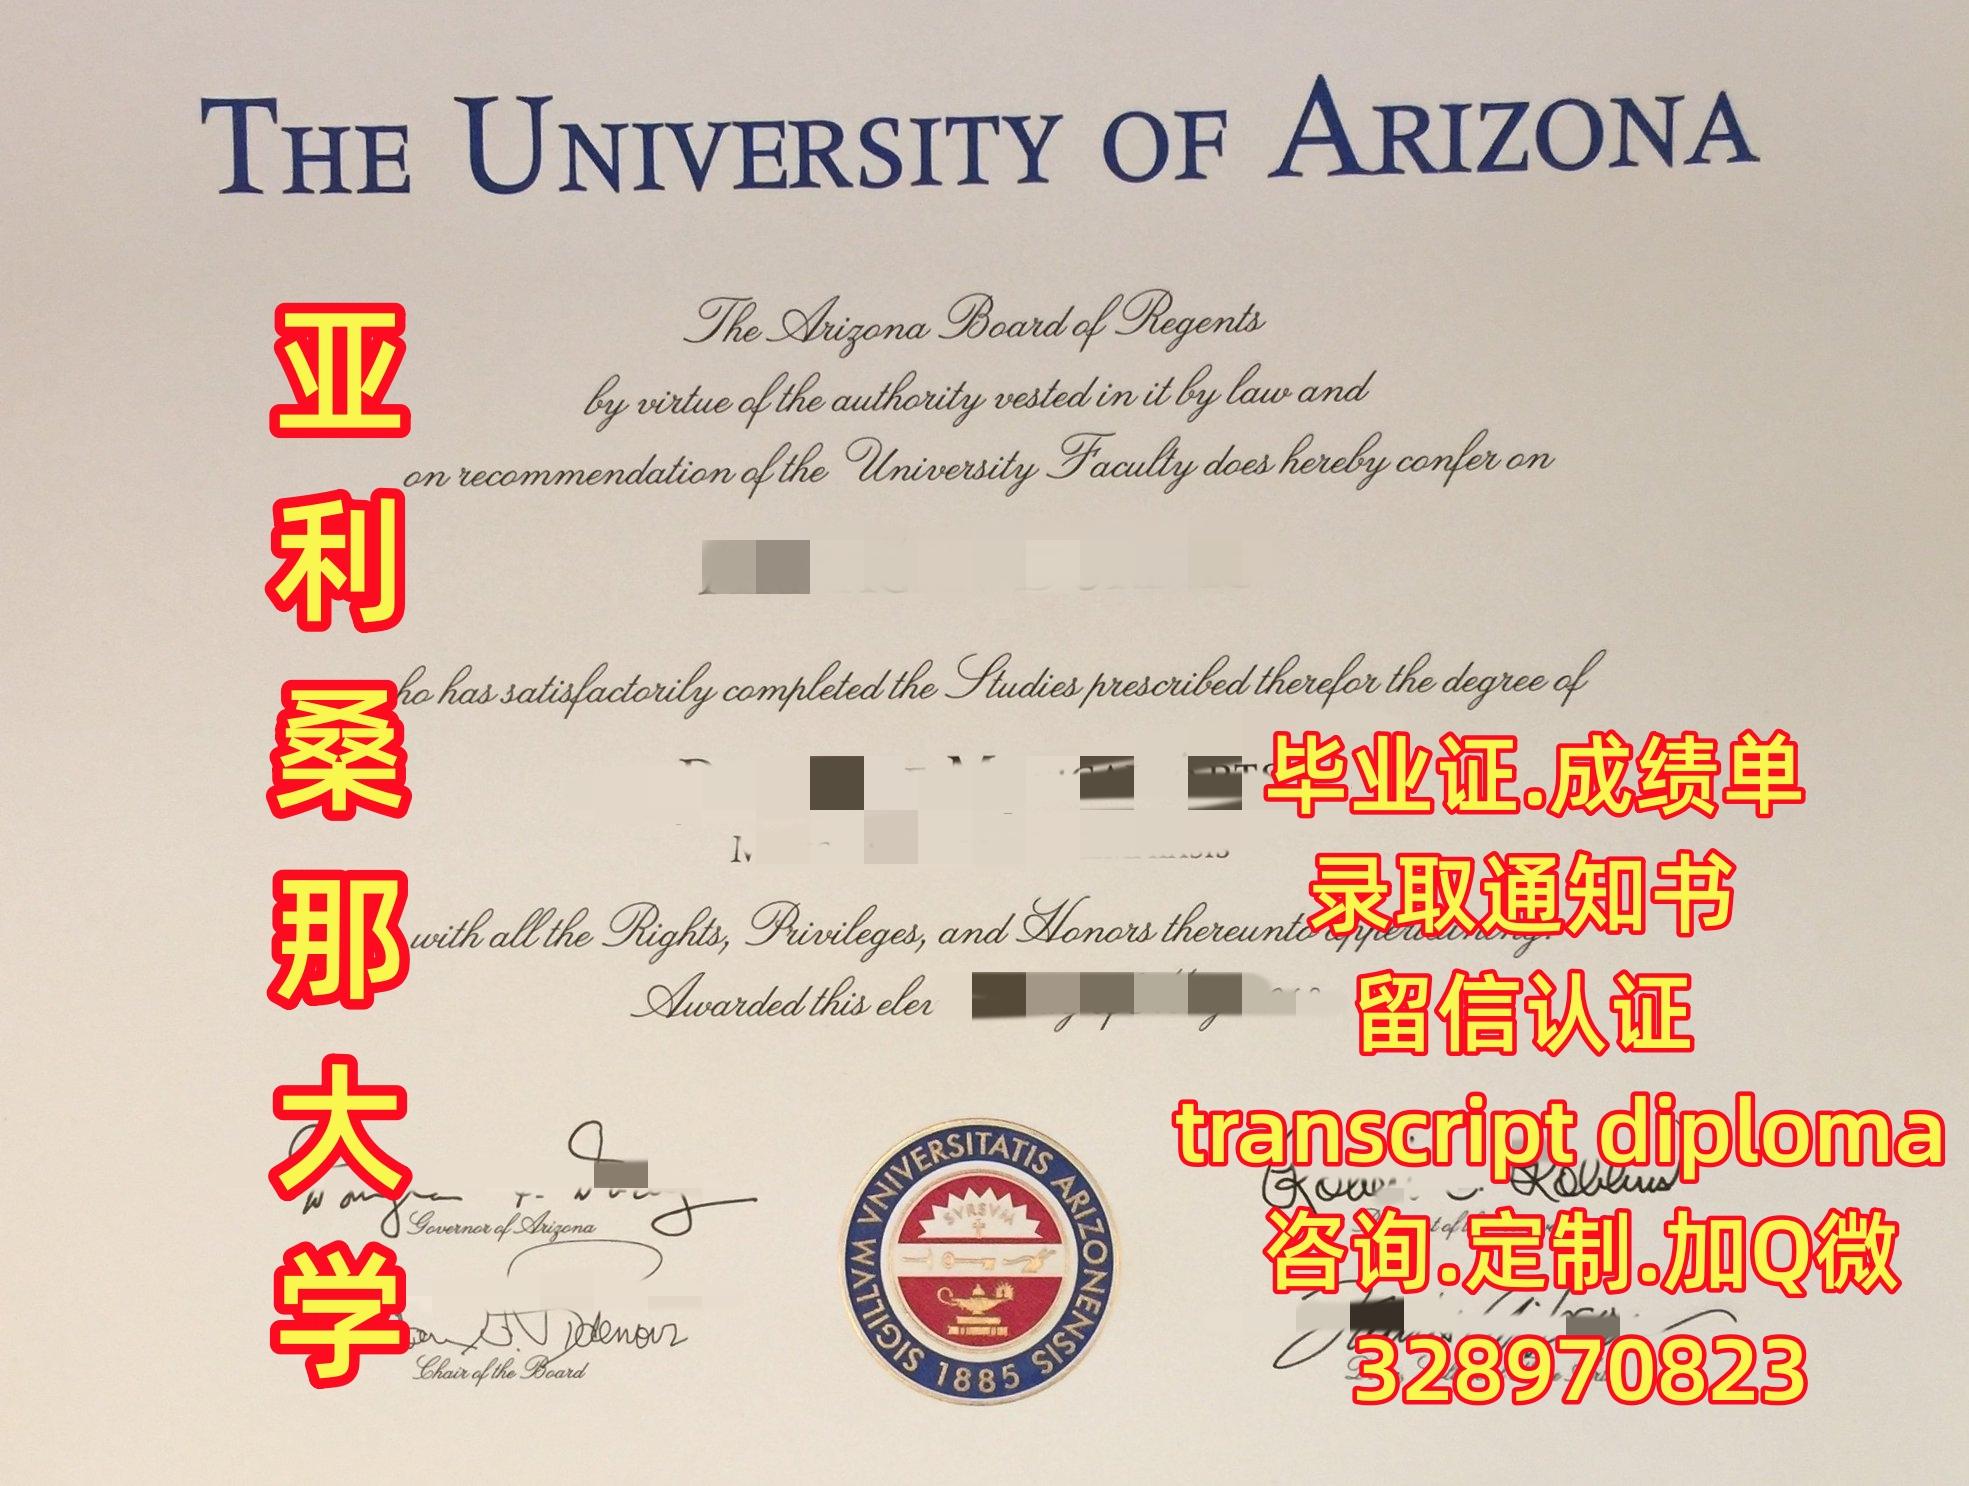 THE UNIVERSITY OF ARIZONA
亚利桑那大学
The Arizona Board of Regents
by virtue of the authority vested in it by law and
on recommendation of the University Faculty does hereby confer on
has satisfactorily completed the Studies prescribed therefor the degree of
毕业证.成绩单
录取通知书
with all the Rights, Privileges, and Honors thereunto appertaining.
Awarded this
留信认证
transcript diploma
Governor of Arizona
咨询.定制.加Q微
Chair of the Board
328970823
SIGILLVM VNIVERSITATIS ARIZONENSIS
SVRSVM
1885